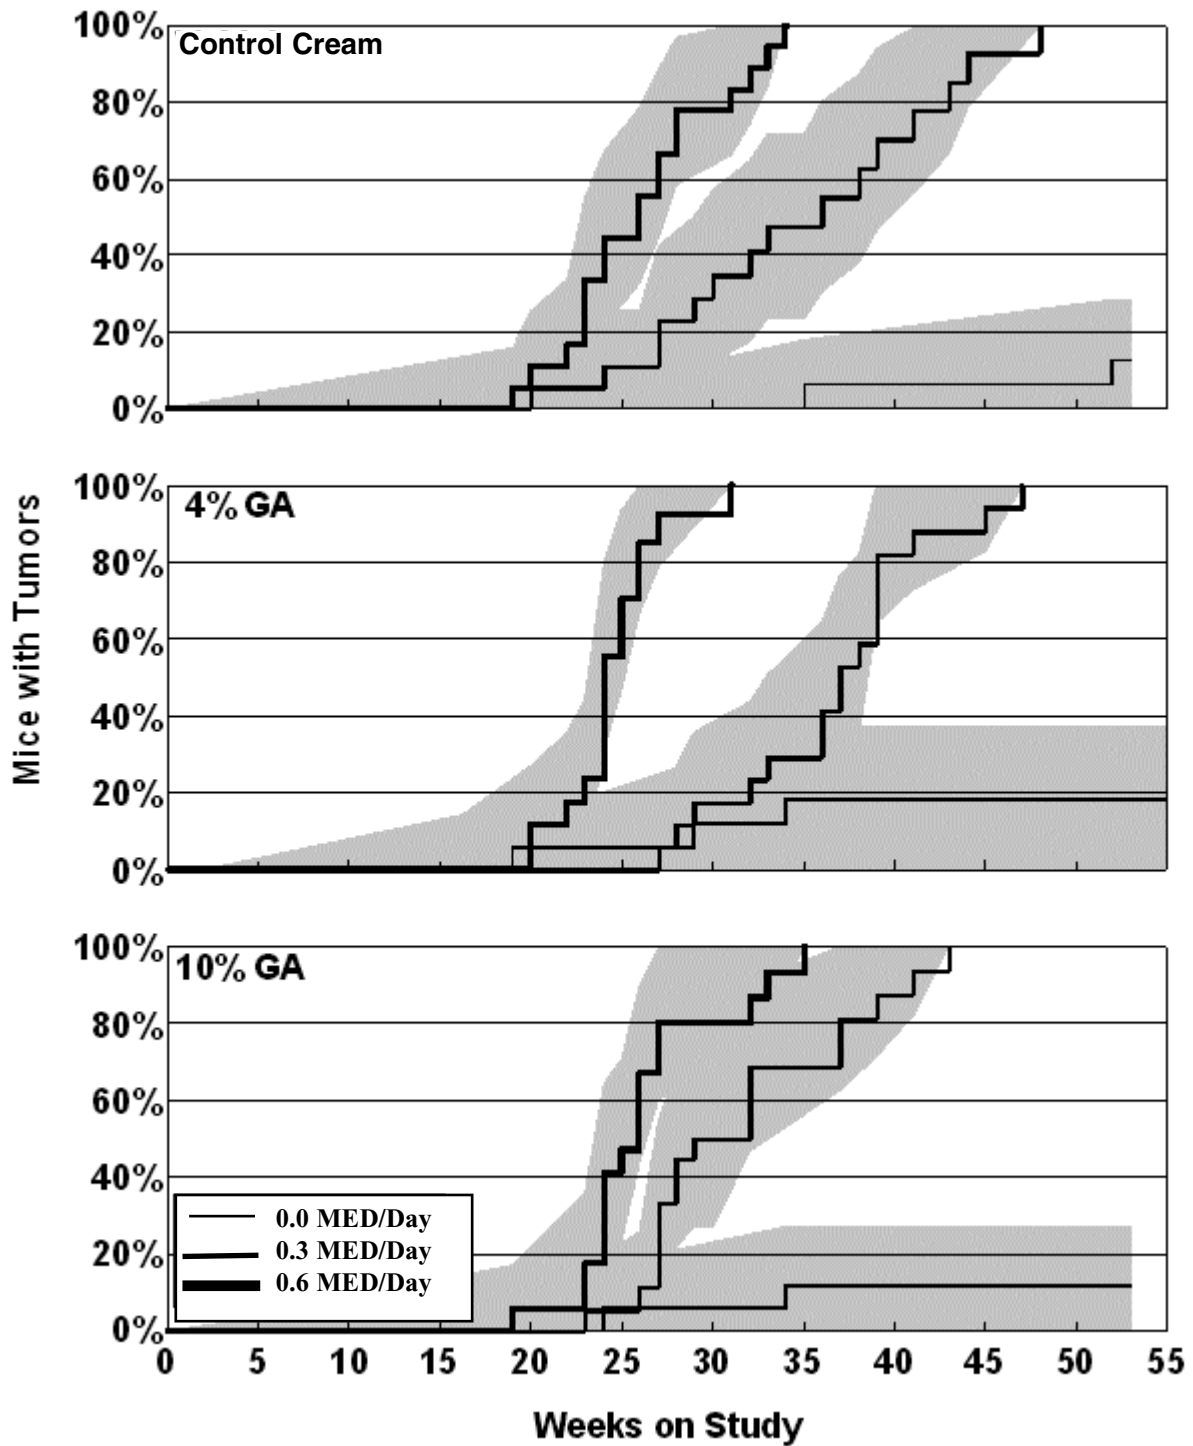 100%
Control Cream
80%
60%
40%
20%
0%
Mice with Tumors
100%
4% GA
80%
60%
40%
20%
0%
100%
10% GA
80%
60%
40%
0.0 MED/Day
0.3 MED/Day
0.6 MED/Day
20%
0%
0 5 10 15 20 25 30 35 40 45 50 55
Weeks on Study